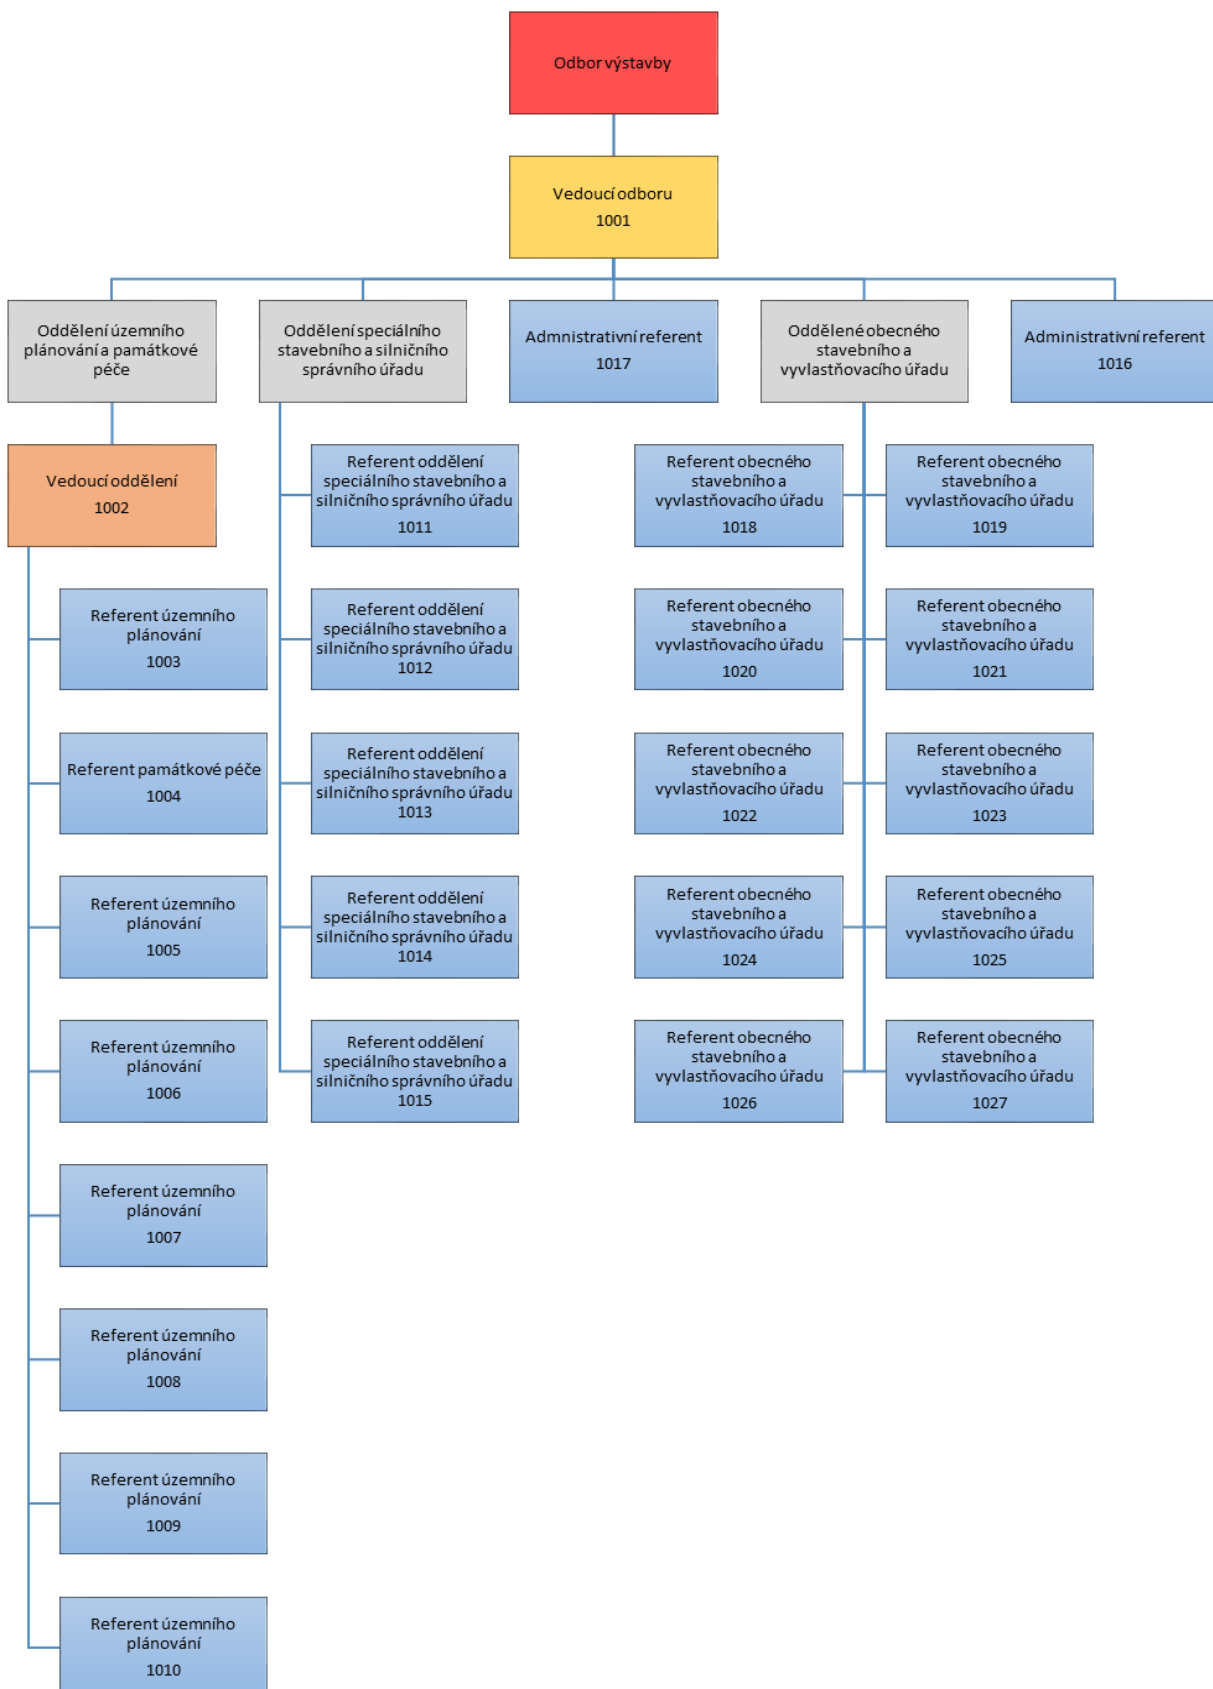 Odbor výstavby
Vedoucí odboru
1001
Oddělení územního
plánování a památkové
péče
Oddělení speciálního
stavebního a silničního
správního úřadu
Admnistrativní referent
1017
Oddělené obecného
stavebního a
vyvlastňovacího úřadu
Administrativní referent
1016
Vedoucí oddělení
1002
Referent oddělení
speciálního stavebního a
silničního správního úřadu
1011
Referent obecného
stavebního a
vyvlastňovacího úřadu
1018
Referent obecného
stavebního a
vyvlastňovacího úřadu
1019
Referent územního
plánování
1003
Referent oddělení
speciálního stavebního a
silničního správního úřadu
1012
Referent obecného
stavebního a
vyvlastňovacího úřadu
1020
Referent obecného
stavebního a
vyvlastňovacího úřadu
1021
Referent památkové péče
1004
Referent oddělení
speciálního stavebního a
silničního správního úřadu
1013
Referent obecného
stavebního a
vyvlastňovacího úřadu
1022
Referent obecného
stavebního a
vyvlastňovacího úřadu
1023
Referent územního
plánování
1005
Referent oddělení
speciálního stavebního a
silničního správního úřadu
1014
Referent obecného
stavebního a
vyvlastňovacího úřadu
1024
Referent obecného
stavebního a
vyvlastňovacího úřadu
1025
Referent územního
plánování
1006
Referent oddělení
speciálního stavebního a
silničního správního úřadu
1015
Referent obecného
stavebního a
vyvlastňovacího úřadu
1026
Referent obecného
stavebního a
vyvlastňovacího úřadu
1027
Referent územního
plánování
1007
Referent územního
plánování
1008
Referent územního
plánování
1009
Referent územního
plánování
1010